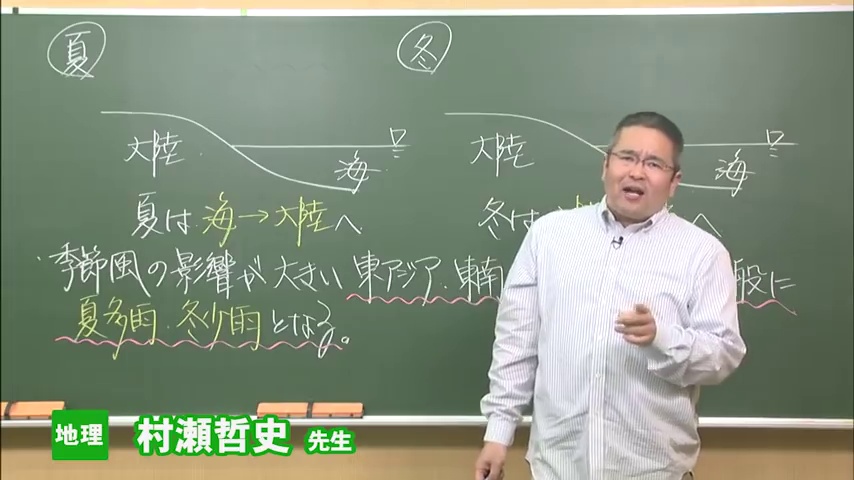 夏
冬
大陸
海
大陸
海
夏は 海→大陸へ
冬は へ
季節風の影響が大きい 東アジア・東南 般に
夏多雨・冬少雨となる。
地理 村瀬哲史 先生